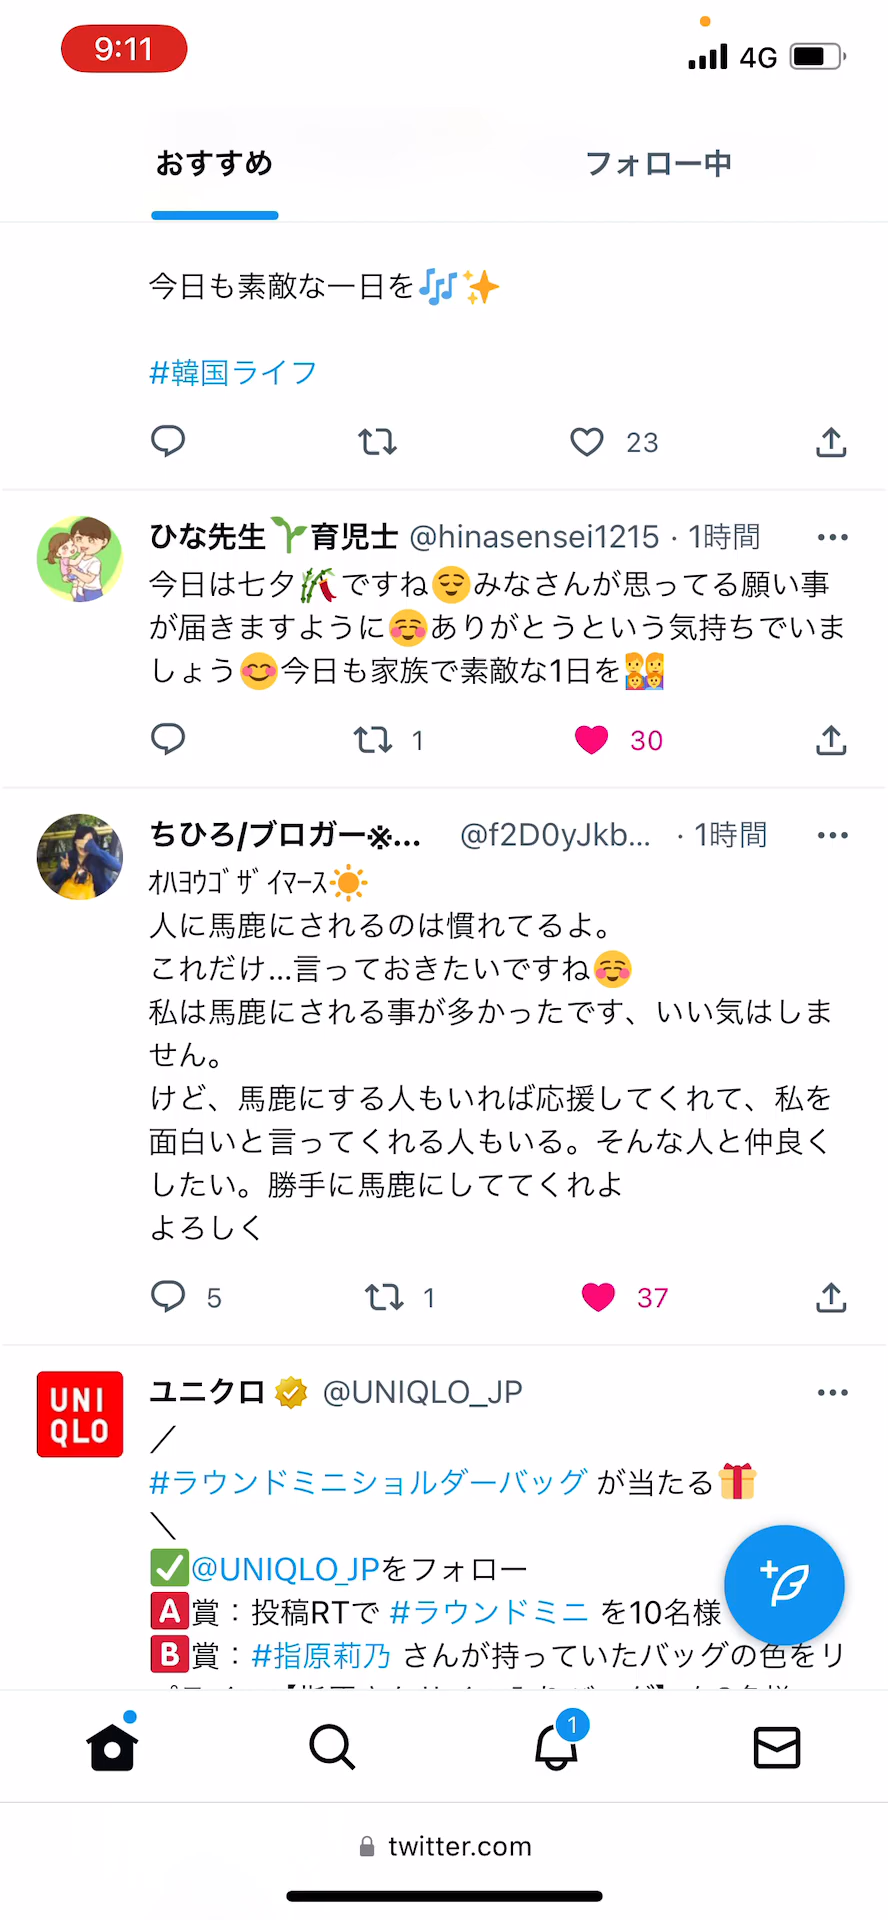 9:11
4G
おすすめ
フォロー中
今日も素敵な一日を🎶✨
#韓国ライフ
23
ひな先生🌱育児士 @hinasensei1215 · 1時間
今日は七夕🎋🌶️ですね😌みなさんが思ってる願い事
が届きますように☺️ありがとうという気持ちでいま
しょう😊今日も家族で素敵な1日を👨‍👩‍👧‍👦
1
30
ちひろ/ブロガー※... @f2D0yJkb... · 1時間
ｵﾊﾖｳｺﾞｻﾞｲﾏｰｽ☀️
人に馬鹿にされるのは慣れてるよ。
これだけ...言っておきたいですね☺️
私は馬鹿にされる事が多かったです、いい気はしま
せん。
けど、馬鹿にする人もいれば応援してくれて、私を
面白いと言ってくれる人もいる。そんな人と仲良く
したい。勝手に馬鹿にしててくれよ
よろしく
5
1
37
UNI
QLO
ユニクロ @UNIQLO_JP
／
#ラウンドミニショルダーバッグ が当たる🎁
＼
✅@UNIQLO_JPをフォロー
🅰賞：投稿RTで #ラウンドミニ を10名様
🅱賞：#指原莉乃 さんが持っていたバッグの色をリ
1
twitter.com